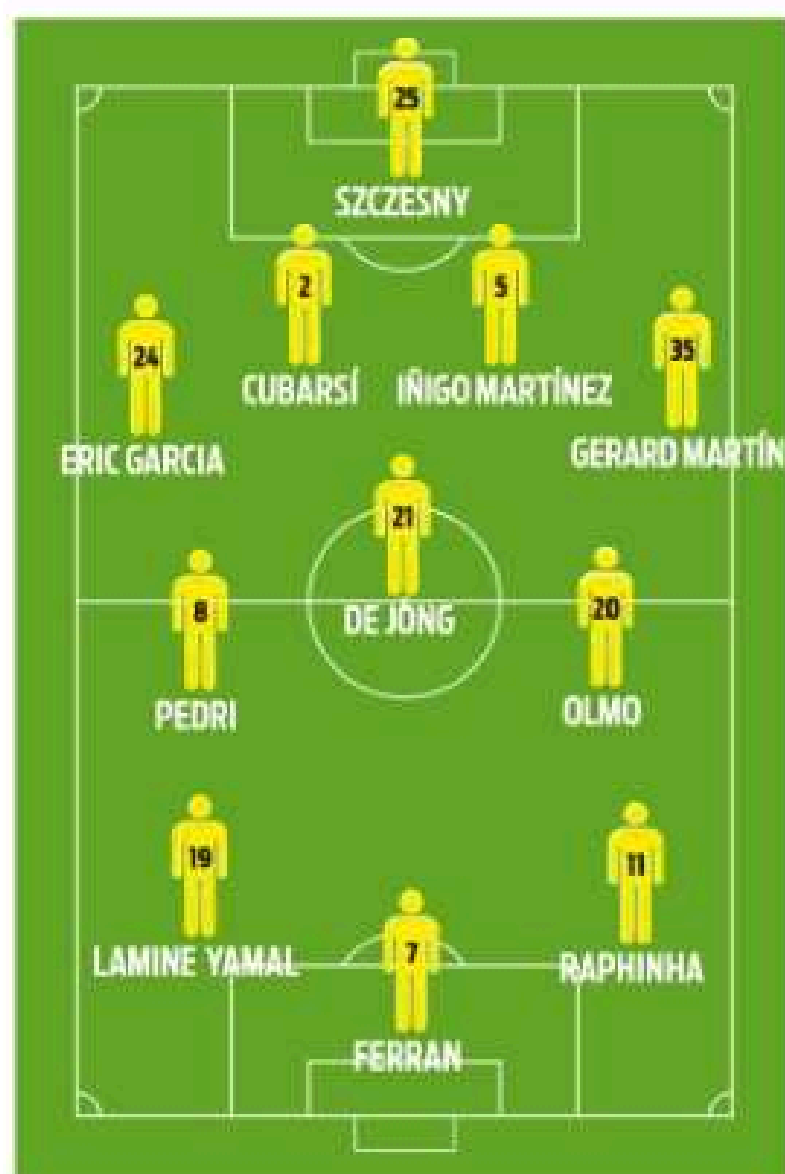 25
SZCZESNY
2
5
CUBARSÍ
IÑIGO MARTÍNEZ
24
35
ERIC GARCIA
GERARD MARTÍN
21
DE JONG
8
20
PEDRI
OLMO
19
11
LAMINE YAMAL
RAPHINHA
7
FERRAN